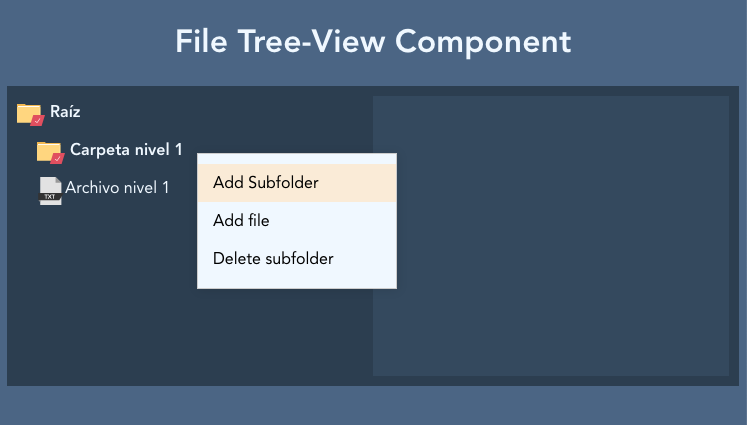 File Tree-View Component
Raíz
Carpeta nivel 1
Archivo nivel 1
TXT
Add Subfolder
Add file
Delete subfolder